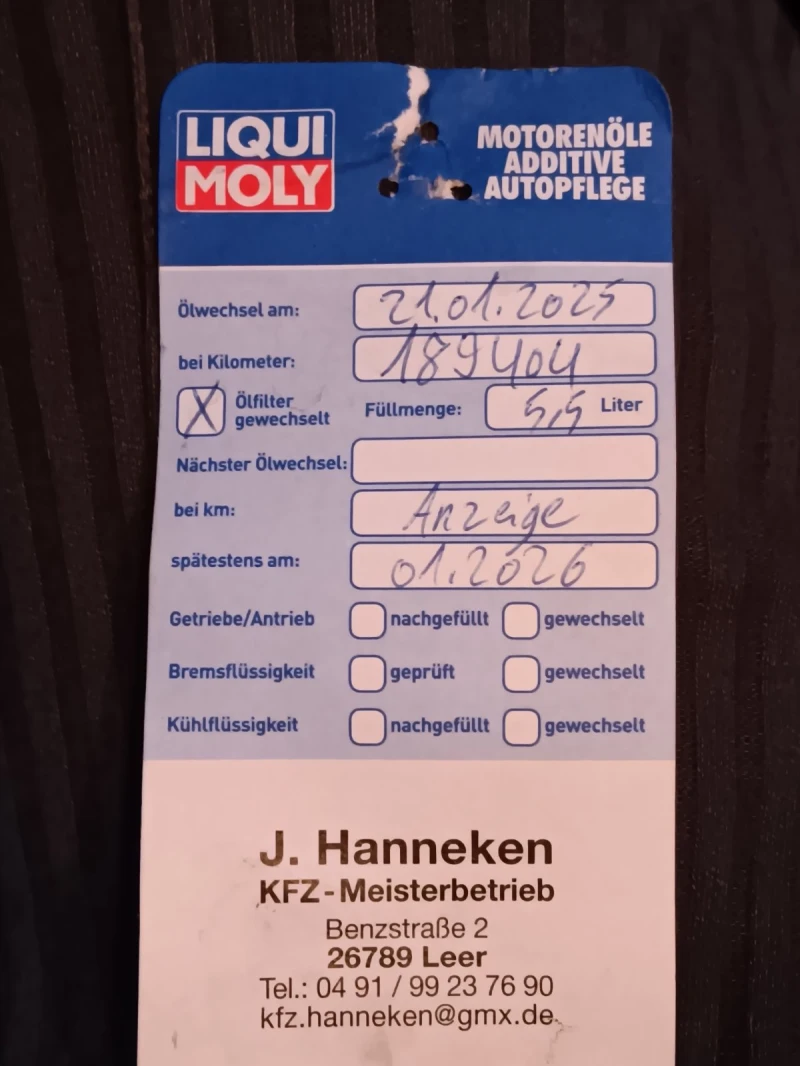 LIQUI
MOLY
MOTORENÖLE
ADDITIVE
AUTOPFLEGE
Ölwechsel am: 21.01.2025
bei Kilometer: 189404
X Ölfilter gewechselt Füllmenge: 5,5 Liter
Nächster Ölwechsel:
bei km: Anzeige
spätestens am: 01.2026
Getriebe/Antrieb nachgefüllt gewechselt
Bremsflüssigkeit geprüft gewechselt
Kühlflüssigkeit nachgefüllt gewechselt
J. Hanneken
KFZ-Meisterbetrieb
Benzstraße 2
26789 Leer
Tel.: 04 91 / 99 23 76 90
kfz.hanneken@gmx.de